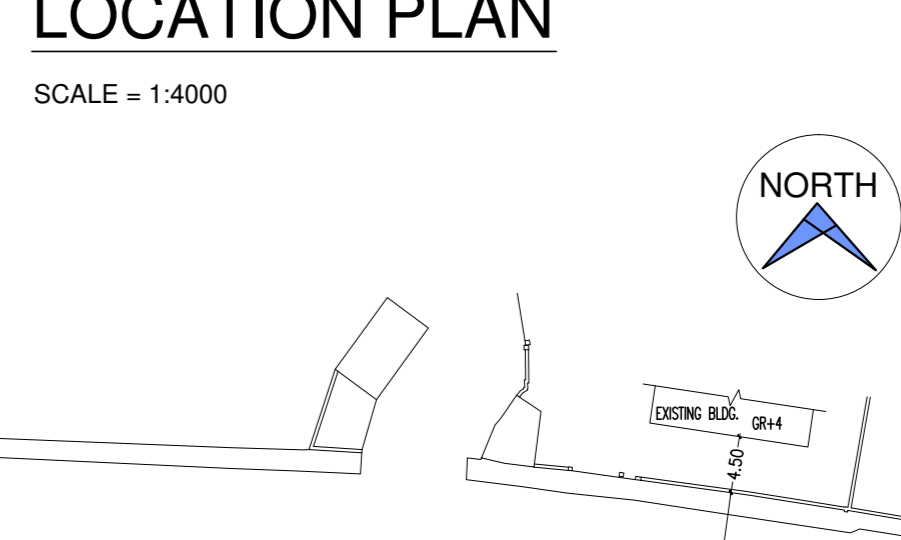 LOCATION PLAN
SCALE = 1:4000
NORTH
EXISTING BLDG. GR+4
4.50